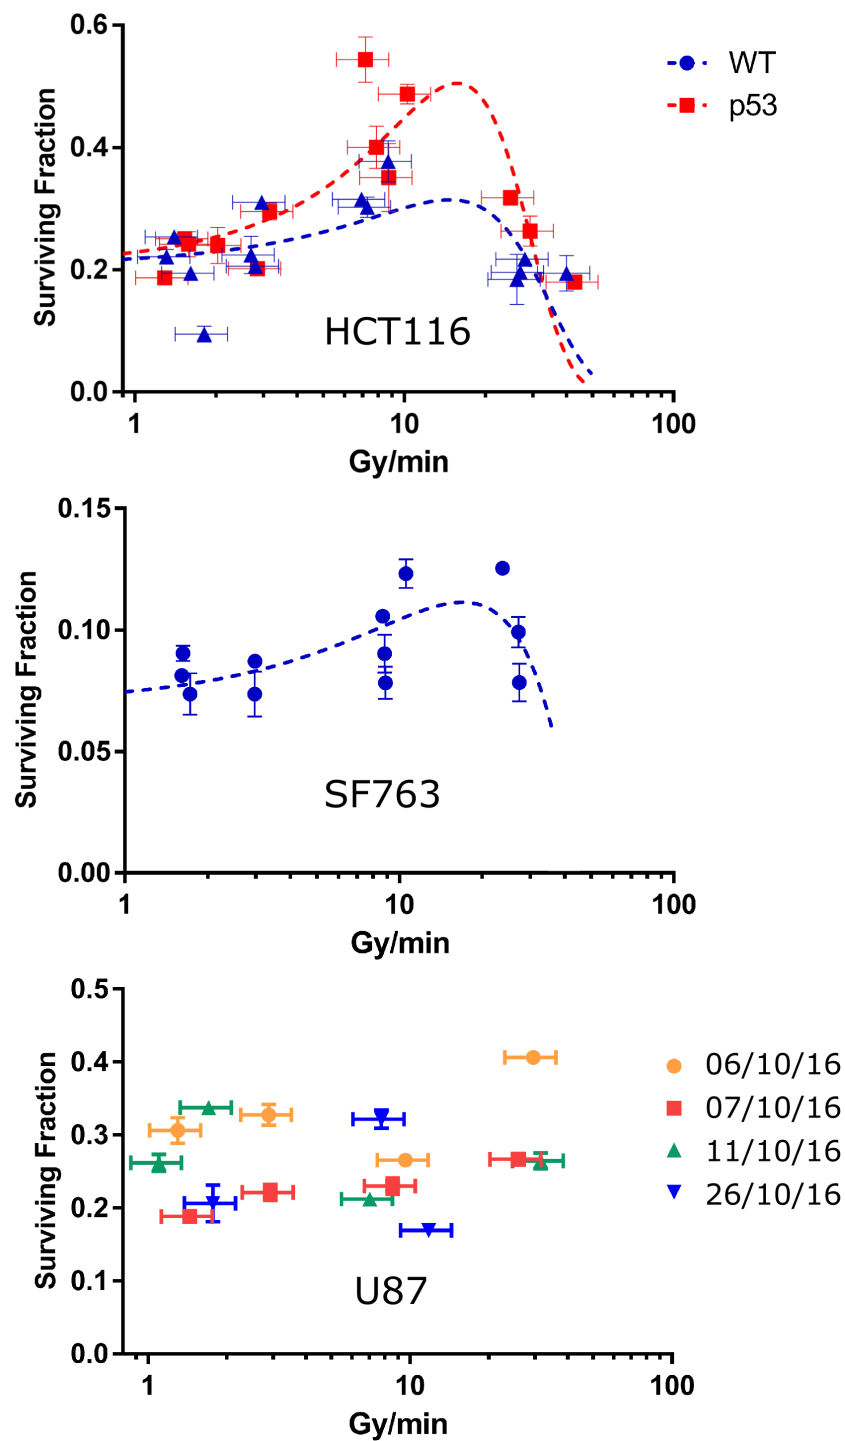 0.6
WT
p53
0.4
Surviving Fraction
0.2
HCT116
0.0
1 10 100
Gy/min
0.15
0.10
Surviving Fraction
0.05
SF763
0.00
1 10 100
Gy/min
0.5
0.4
06/10/16
07/10/16
0.3
11/10/16
Surviving Fraction
26/10/16
0.2
0.1
U87
0.0
1 10 100
Gy/min